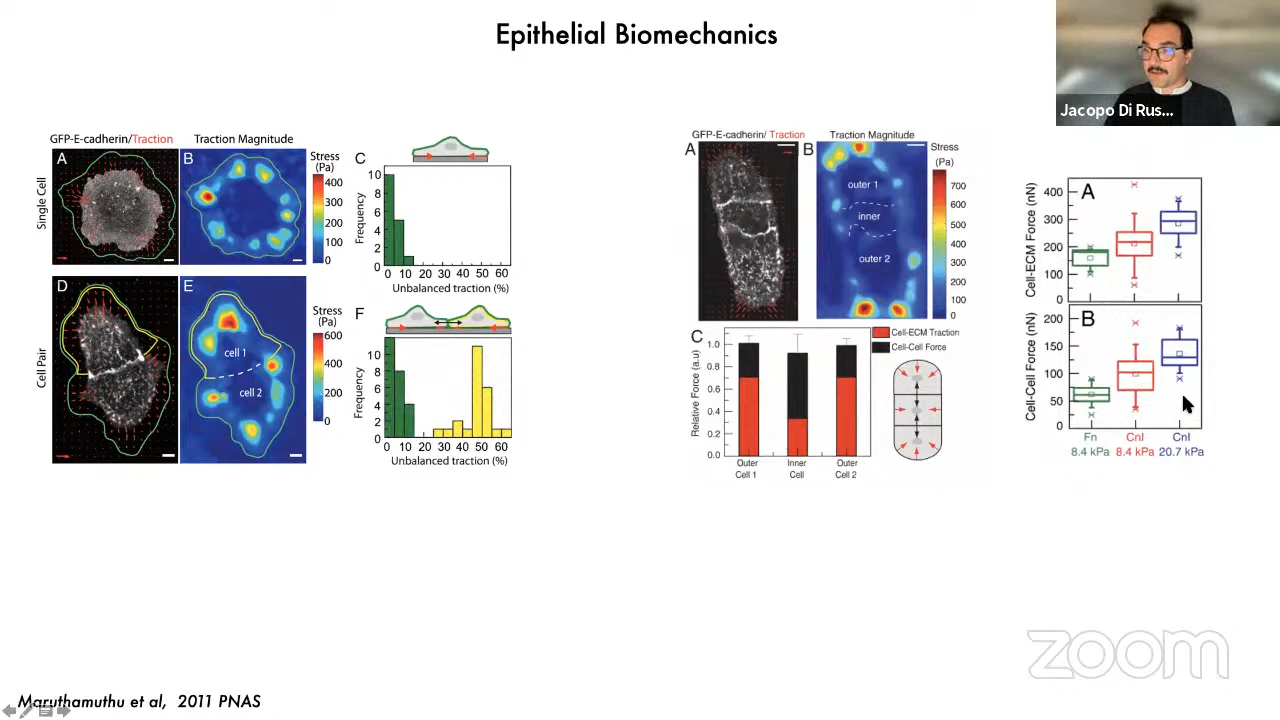 Epithelial Biomechanics
Jacopo Di Rus...
GFP-E-cadherin/Traction
Traction Magnitude
Single Cell
A
B
Stress
(Pa)
400
300
200
100
0
C
Frequency
10
8
6
4
2
0
10 20 30 40 50 60
Unbalanced traction (%)
Cell Pair
D
E
cell 1
cell 2
Stress
(Pa)
600
400
200
0
F
Frequency
10
8
6
4
2
0
10 20 30 40 50 60
Unbalanced traction (%)
GFP-E-cadherin/ Traction
Traction Magnitude
A
B
outer 1
inner
outer 2
Stress
(Pa)
700
600
500
400
300
200
100
0
C
Relative Force (a.u)
1.0
0.8
0.6
0.4
0.2
0.0
Outer
Cell 1
Inner
Cell
Outer
Cell 2
Cell-ECM Traction
Cell-Cell Force
A
Cell-ECM Force (nN)
400
300
200
100
0
B
Cell-Cell Force (nN)
200
150
100
50
0
Fn CnI CnI
8.4 kPa 8.4 kPa 20.7 kPa
zoom
Maruthamuthu et al, 2011 PNAS